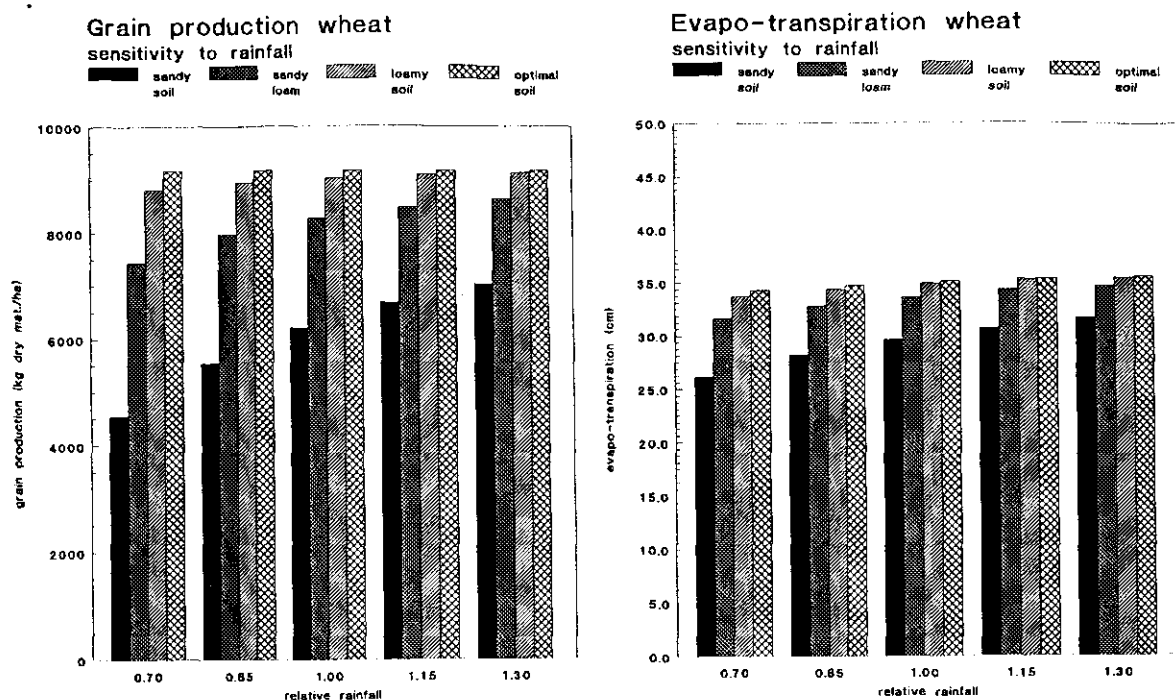 Grain production wheat
sensitivity to rainfall
sandy soil
sandy loam
loamy soil
optimal soil
10000
8000
6000
4000
2000
0
grain production (kg dry mat./ha)
0.70 0.85 1.00 1.15 1.30
relative rainfall
Evapo-transpiration wheat
sensitivity to rainfall
sandy soil
sandy loam
loamy soil
optimal soil
50.0
45.0
40.0
35.0
30.0
25.0
20.0
15.0
10.0
5.0
0.0
evapo-transpiration (cm)
0.70 0.85 1.00 1.15 1.30
relative rainfall